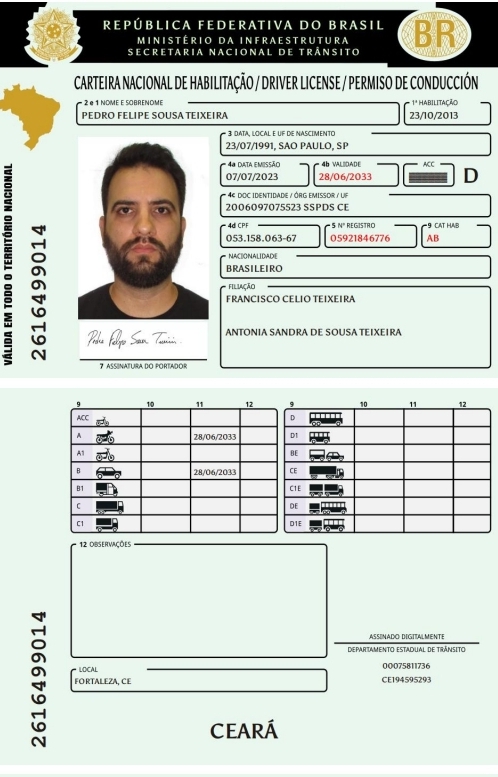 REPÚBLICA FEDERATIVA DO BRASIL
MINISTÉRIO DA INFRAESTRUTURA
SECRETARIA NACIONAL DE TRÂNSITO
BR
CARTEIRA NACIONAL DE HABILITAÇÃO / DRIVER LICENSE / PERMISO DE CONDUCCIÓN
2 e 1 NOME E SOBRENOME
PEDRO FELIPE SOUSA TEIXEIRA
1ª HABILITAÇÃO
23/10/2013
3 DATA, LOCAL E UF DE NASCIMENTO
23/07/1991, SAO PAULO, SP
4a DATA EMISSÃO
07/07/2023
4b VALIDADE
28/06/2033
ACC
D
4c DOC IDENTIDADE / ÓRG EMISSOR / UF
2006097075523 SSPDS CE
4d CPF
053.158.063-67
5 Nº REGISTRO
05921846776
9 CAT HAB
AB
NACIONALIDADE
BRASILEIRO
FILIAÇÃO
FRANCISCO CELIO TEIXEIRA
ANTONIA SANDRA DE SOUSA TEIXEIRA
Pedro Felipe Sousa Teixeira
7 ASSINATURA DO PORTADOR
VÁLIDA EM TODO O TERRITÓRIO NACIONAL
2616499014
9 10 11 12
ACC
A 28/06/2033
A1
B 28/06/2033
B1
C
C1
9 10 11 12
D
D1
BE
CE
C1E
DE
D1E
12 OBSERVAÇÕES
LOCAL
FORTALEZA, CE
ASSINADO DIGITALMENTE
DEPARTAMENTO ESTADUAL DE TRÂNSITO
00075811736
CE194595293
2616499014
CEARÁ